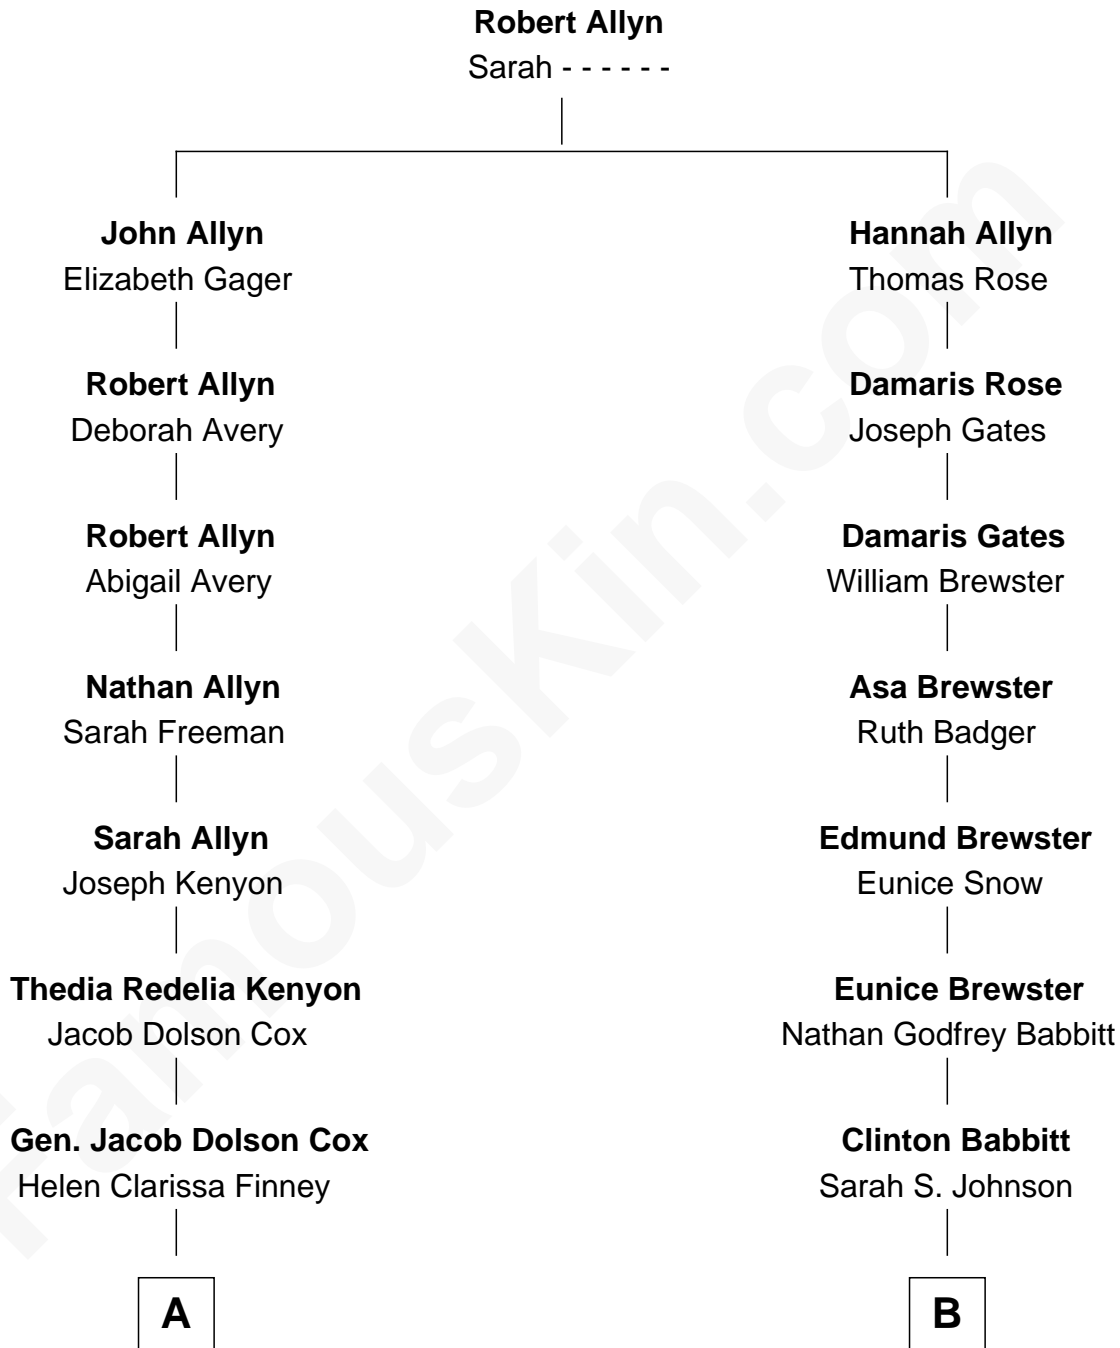 Robert Allyn
Sarah - - - - - -
John Allyn
Elizabeth Gager
Hannah Allyn
Thomas Rose
Robert Allyn
Deborah Avery
Damaris Rose
Joseph Gates
Robert Allyn
Abigail Avery
Damaris Gates
William Brewster
Nathan Allyn
Sarah Freeman
Asa Brewster
Ruth Badger
Sarah Allyn
Joseph Kenyon
Edmund Brewster
Eunice Snow
Thedia Redelia Kenyon
Jacob Dolson Cox
Eunice Brewster
Nathan Godfrey Babbitt
Gen. Jacob Dolson Cox
Helen Clarissa Finney
Clinton Babbitt
Sarah S. Johnson
A
B
FamousKin.com